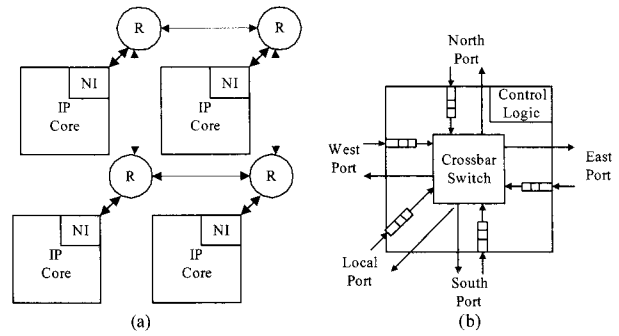 R
R
NI
IP
Core
NI
IP
Core
R
R
NI
IP
Core
NI
IP
Core
(a)
North
Port
Control
Logic
West
Port
Crossbar
Switch
East
Port
Local
Port
South
Port
(b)